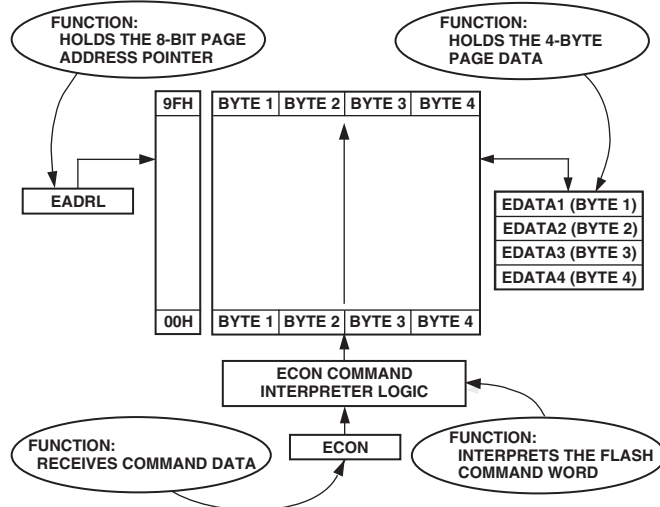 FUNCTION:
HOLDS THE 8-BIT PAGE
ADDRESS POINTER
FUNCTION:
HOLDS THE 4-BYTE
PAGE DATA
9FH
BYTE 1 BYTE 2 BYTE 3 BYTE 4
EADRL
EDATA1 (BYTE 1)
EDATA2 (BYTE 2)
EDATA3 (BYTE 3)
EDATA4 (BYTE 4)
00H
BYTE 1 BYTE 2 BYTE 3 BYTE 4
ECON COMMAND
INTERPRETER LOGIC
FUNCTION:
RECEIVES COMMAND DATA
ECON
FUNCTION:
INTERPRETS THE FLASH
COMMAND WORD